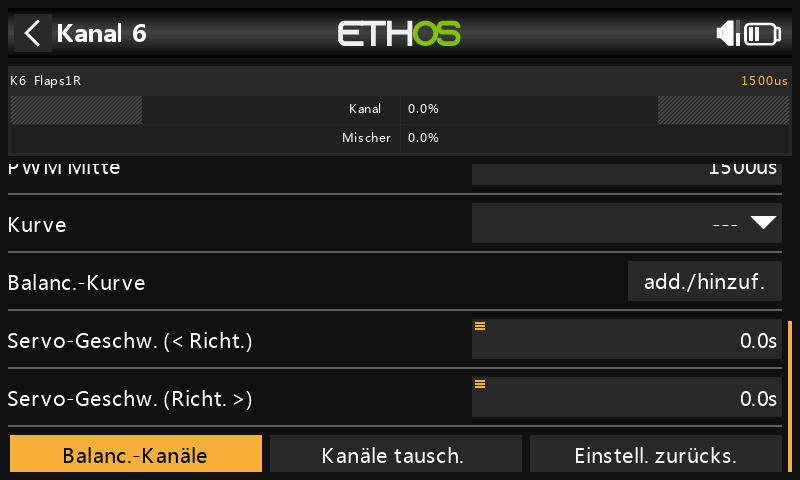 Kanal 6
ETHOS
K6 Flaps1R 1500us
Kanal 0.0%
Mischer 0.0%
PWM Mitte 1500us
Kurve ---
Balanc.-Kurve add./hinzuf.
Servo-Geschw. (< Richt.) 0.0s
Servo-Geschw. (Richt. >) 0.0s
Balanc.-Kanäle Kanäle tausch. Einstell. zurücks.